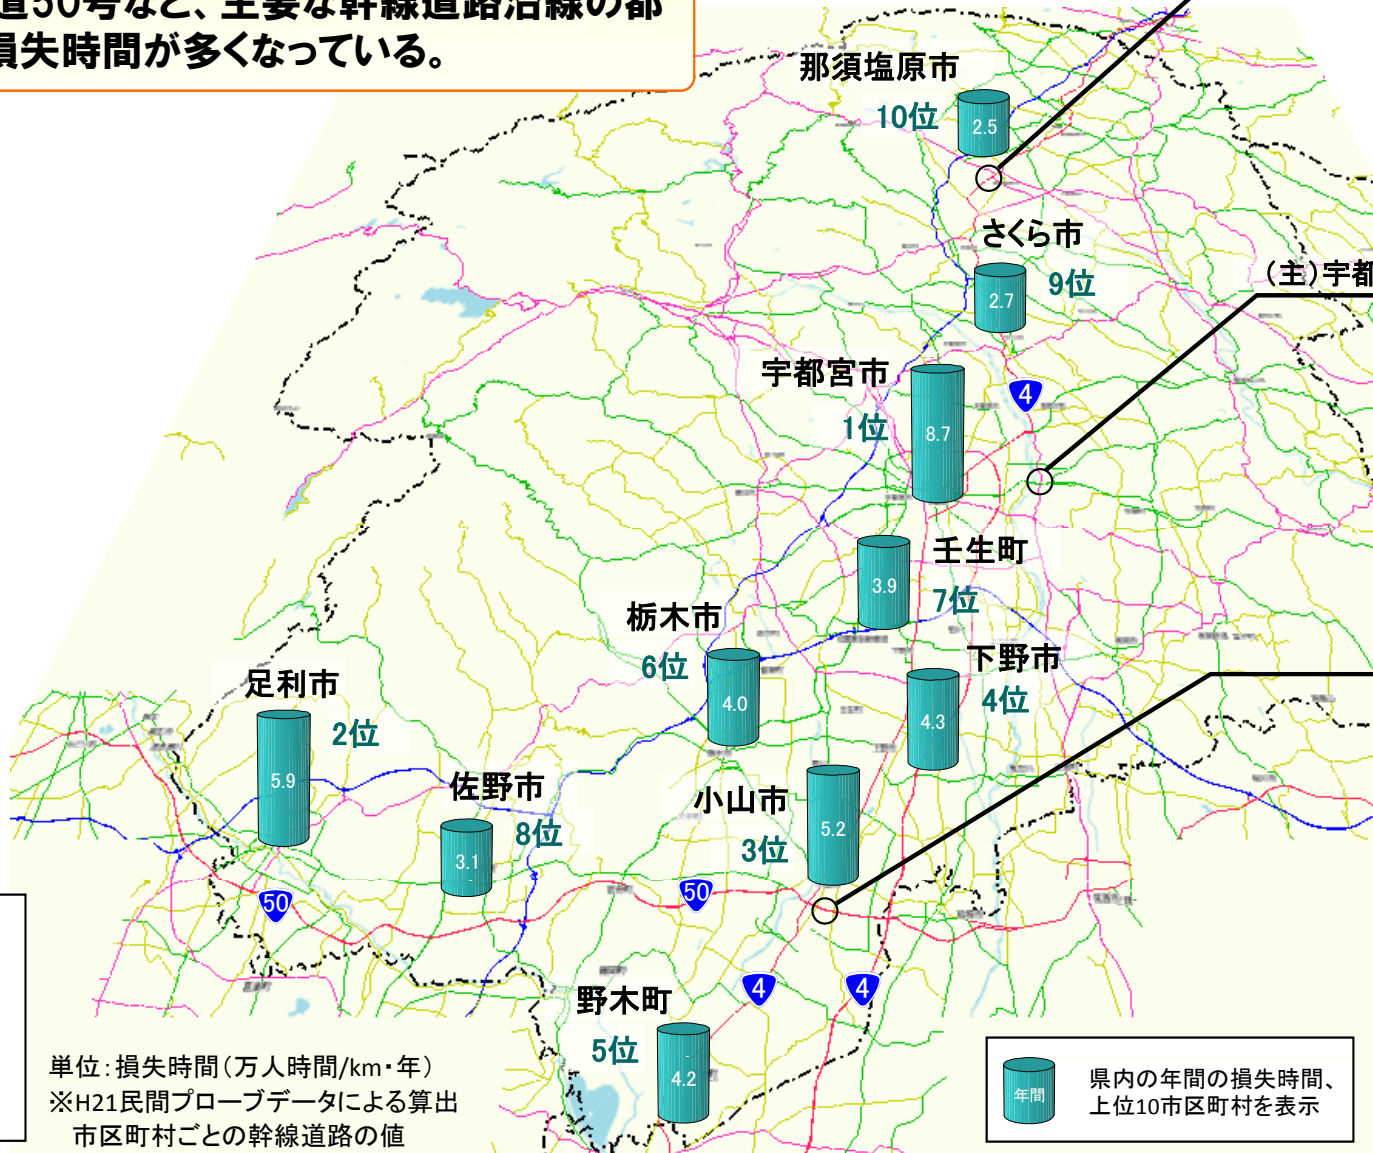 道50号など、主要な幹線道路沿線の都
損失時間が多くなっている。
那須塩原市
10位
2.5
さくら市
9位
2.7
（主）宇都
宇都宮市
1位
8.7
4
壬生町
7位
3.9
栃木市
6位
4.0
下野市
4位
4.3
足利市
2位
5.9
佐野市
8位
3.1
小山市
3位
5.2
50
50
野木町
5位
4.2
4
4
単位：損失時間（万人時間/km・年）
※H21民間プローブデータによる算出
市区町村ごとの幹線道路の値
年間
県内の年間の損失時間、
上位10市区町村を表示